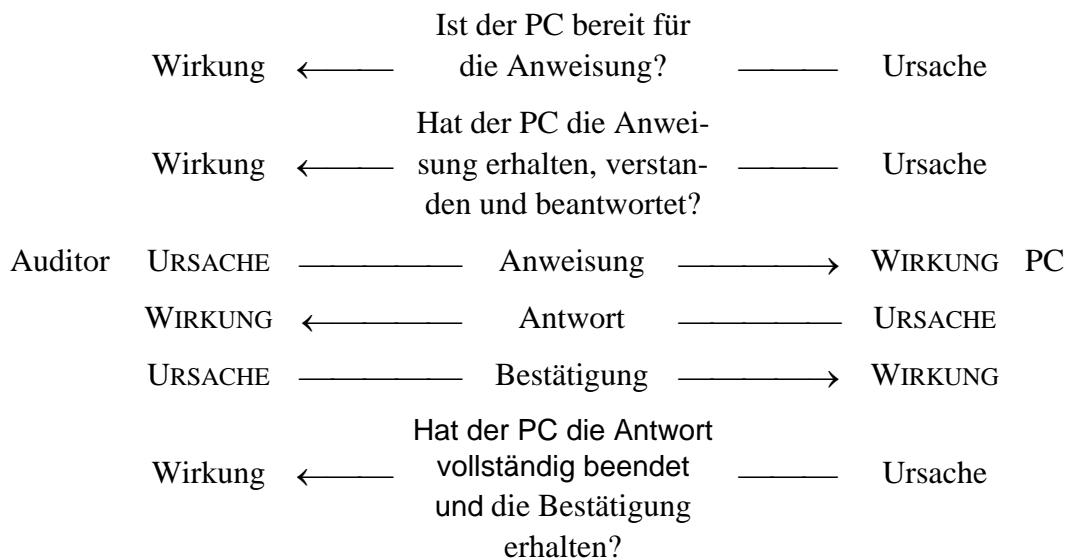 Ist der PC bereit für
Wirkung ← die Anweisung? Ursache
Hat der PC die Anwei-
Wirkung ← sung erhalten, verstan- Ursache
den und beantwortet?
Auditor URSACHE Anweisung → WIRKUNG PC
WIRKUNG ← Antwort URSACHE
URSACHE Bestätigung → WIRKUNG
Hat der PC die Antwort
vollständig beendet
Wirkung ← und die Bestätigung Ursache
erhalten?